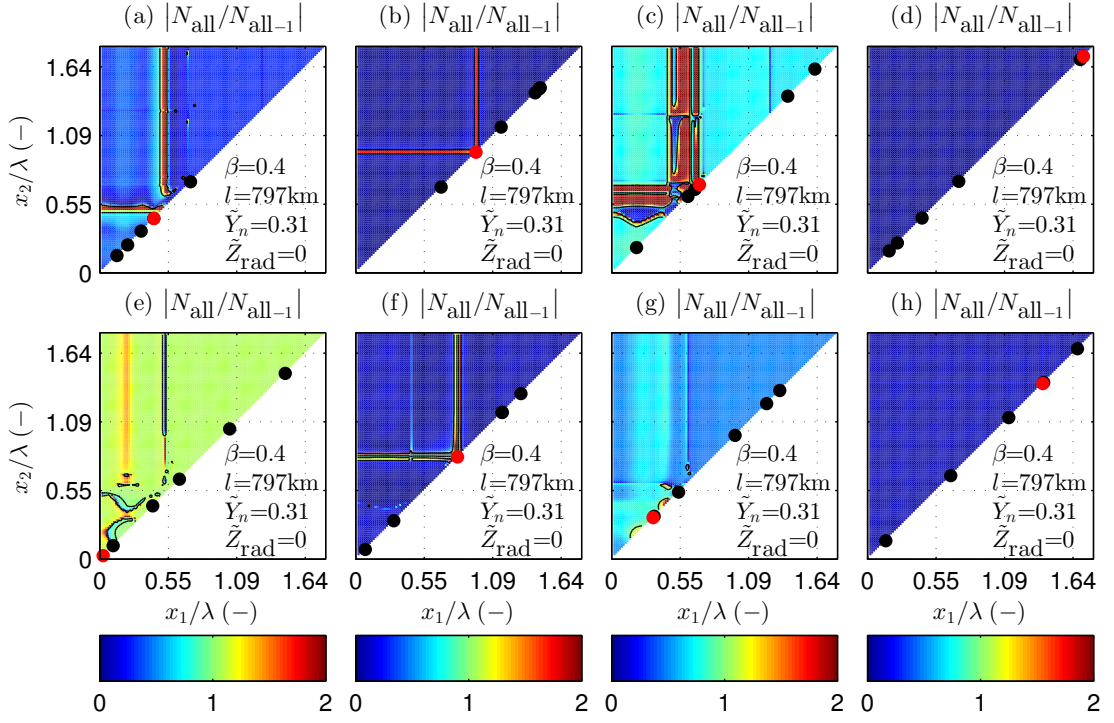 (a) |N_all/N_all−1| (b) |N_all/N_all−1| (c) |N_all/N_all−1| (d) |N_all/N_all−1|
1.64
1.09
0.55
0
x₂/λ (−)
β=0.4 β=0.4 β=0.4 β=0.4
l=797km l=797km l=797km l=797km
Ỹ_n=0.31 Ỹ_n=0.31 Ỹ_n=0.31 Ỹ_n=0.31
Z̃_rad=0 Z̃_rad=0 Z̃_rad=0 Z̃_rad=0
(e) |N_all/N_all−1| (f) |N_all/N_all−1| (g) |N_all/N_all−1| (h) |N_all/N_all−1|
1.64
1.09
0.55
0
x₂/λ (−)
β=0.4 β=0.4 β=0.4 β=0.4
l=797km l=797km l=797km l=797km
Ỹ_n=0.31 Ỹ_n=0.31 Ỹ_n=0.31 Ỹ_n=0.31
Z̃_rad=0 Z̃_rad=0 Z̃_rad=0 Z̃_rad=0
0 0.55 1.09 1.64 0 0.55 1.09 1.64 0 0.55 1.09 1.64 0 0.55 1.09 1.64
x₁/λ (−) x₁/λ (−) x₁/λ (−) x₁/λ (−)
0 1 2 0 1 2 0 1 2 0 1 2